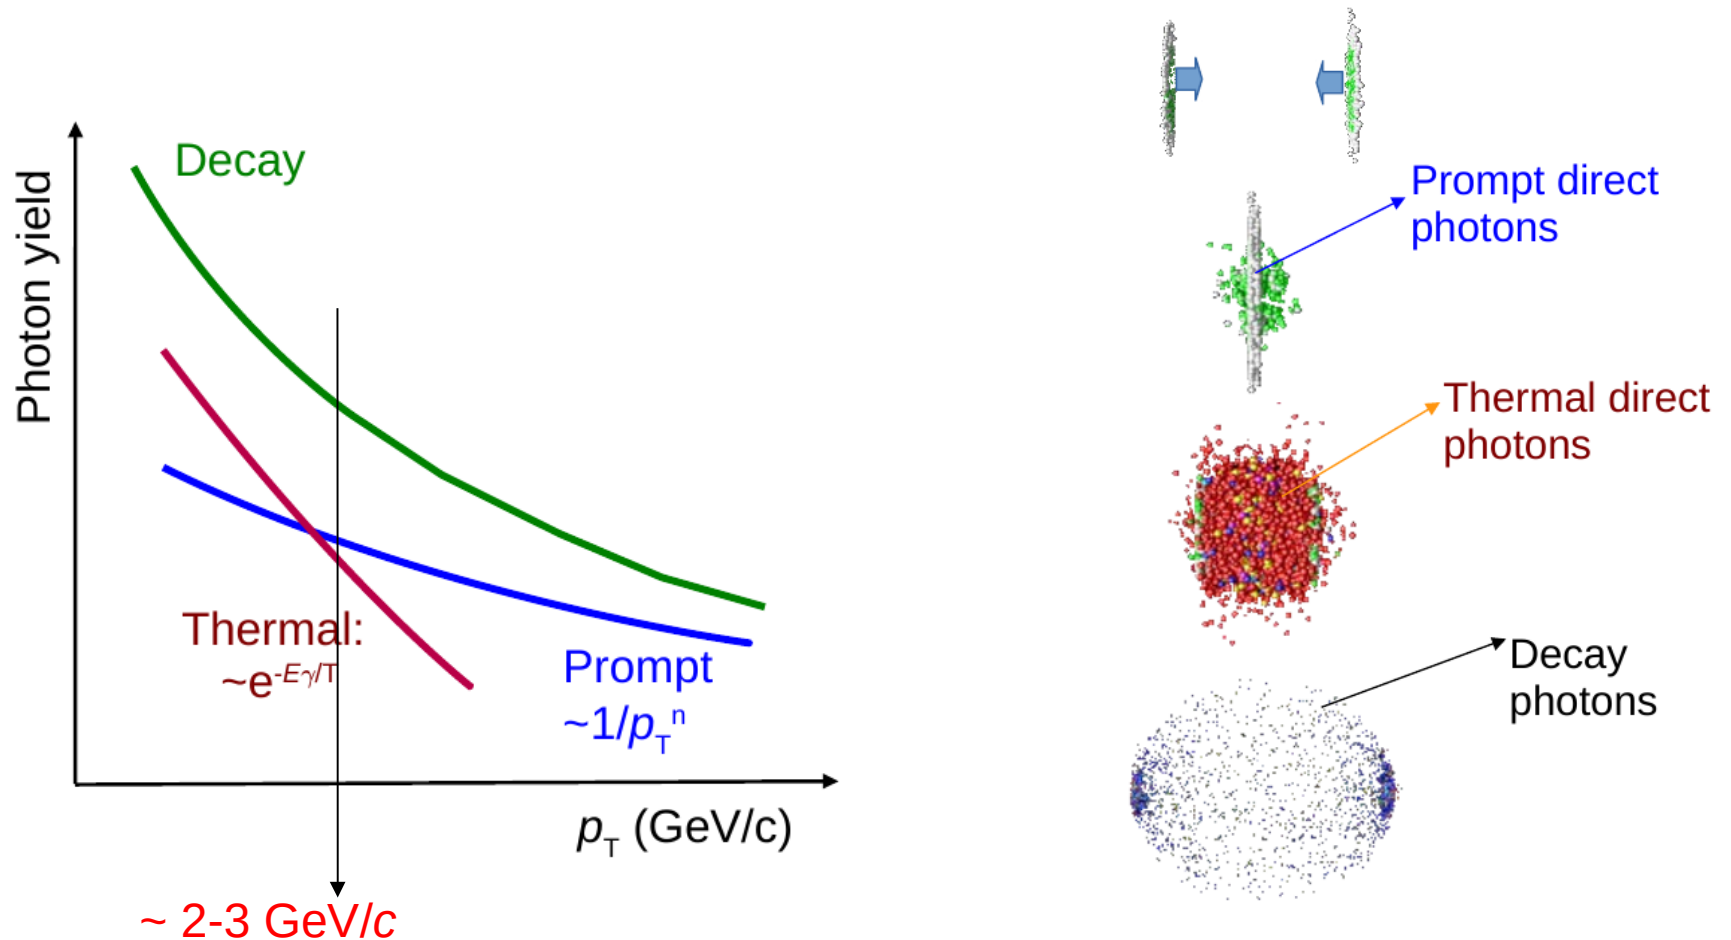 Photon yield
Decay
Thermal:
~e-Eγ/T
Prompt
~1/pTn
pT (GeV/c)
~ 2-3 GeV/c
Prompt direct
photons
Thermal direct
photons
Decay
photons